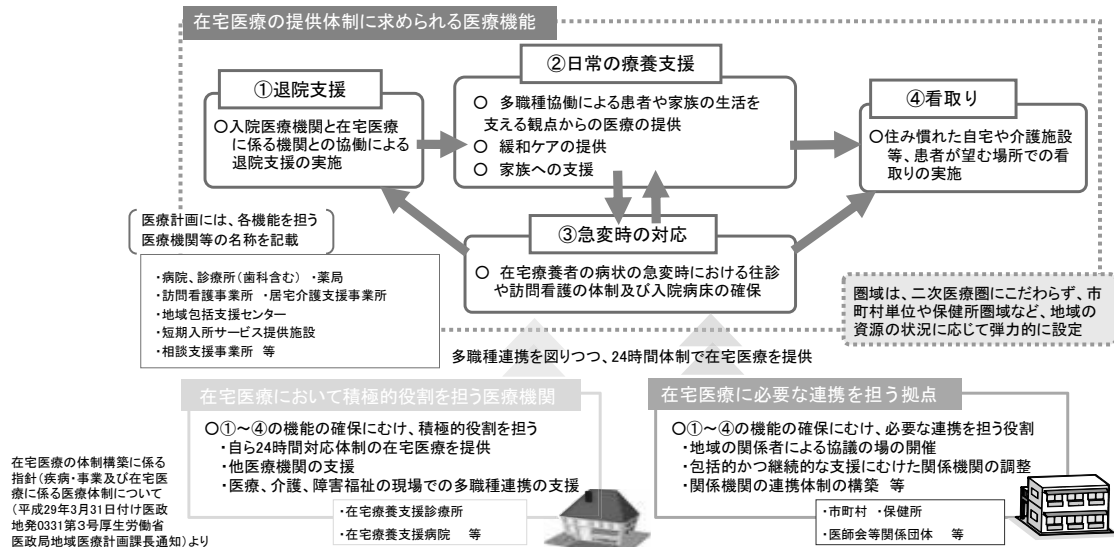 在宅医療の提供体制に求められる医療機能
①退院支援
○入院医療機関と在宅医療
に係る機関との協働による
退院支援の実施
②日常の療養支援
○ 多職種協働による患者や家族の生活を
支える観点からの医療の提供
○ 緩和ケアの提供
○ 家族への支援
④看取り
○住み慣れた自宅や介護施設
等、患者が望む場所での看
取りの実施
③急変時の対応
○ 在宅療養者の病状の急変時における往診
や訪問看護の体制及び入院病床の確保
医療計画には、各機能を担う
医療機関等の名称を記載
・病院、診療所(歯科含む) ・薬局
・訪問看護事業所 ・居宅介護支援事業所
・地域包括支援センター
・短期入所サービス提供施設
・相談支援事業所 等
圏域は、二次医療圏にこだわらず、市
町村単位や保健所圏域など、地域の
資源の状況に応じて弾力的に設定
多職種連携を図りつつ、24時間体制で在宅医療を提供
在宅医療において積極的役割を担う医療機関
○①~④の機能の確保にむけ、積極的役割を担う
・自ら24時間対応体制の在宅医療を提供
・他医療機関の支援
・医療、介護、障害福祉の現場での多職種連携の支援
・在宅療養支援診療所
・在宅療養支援病院 等
在宅医療に必要な連携を担う拠点
○①~④の機能の確保にむけ、必要な連携を担う役割
・地域の関係者による協議の場の開催
・包括的かつ継続的な支援にむけた関係機関の調整
・関係機関の連携体制の構築 等
・市町村 ・保健所
・医師会等関係団体 等
在宅医療の体制構築に係る
指針(疾病・事業及び在宅医
療に係る医療体制について
(平成29年3月31日付け医政
地発0331第3号厚生労働省
医政局地域医療計画課長通知)より